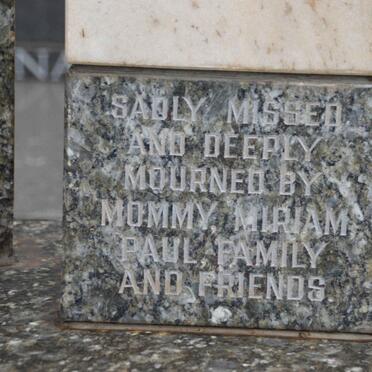 SADLY MISSED
AND DEEPLY
MOURNED BY
MOMMY, MIRIAM,
PAUL, FAMILY
AND FRIENDS.